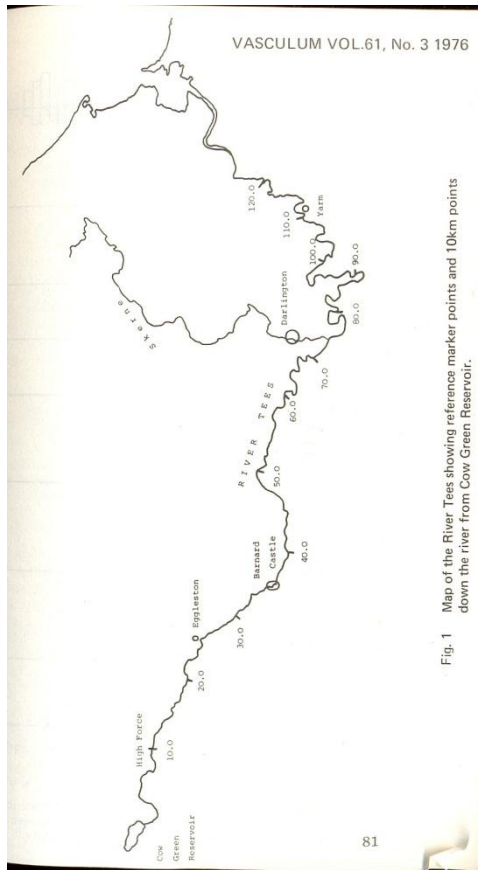 VASCULUM VOL.61, No. 3 1976
Cow
Green
Reservoir
High Force
10.0
20.0
Eggleston
30.0
Barnard
Castle
40.0
RIVER TEES
50.0
60.0
70.0
Skerne
Darlington
80.0
90.0
100.0
110.0
Yarm
120.0
Fig. 1 Map of the River Tees showing reference marker points and 10km points
down the river from Cow Green Reservoir.
81